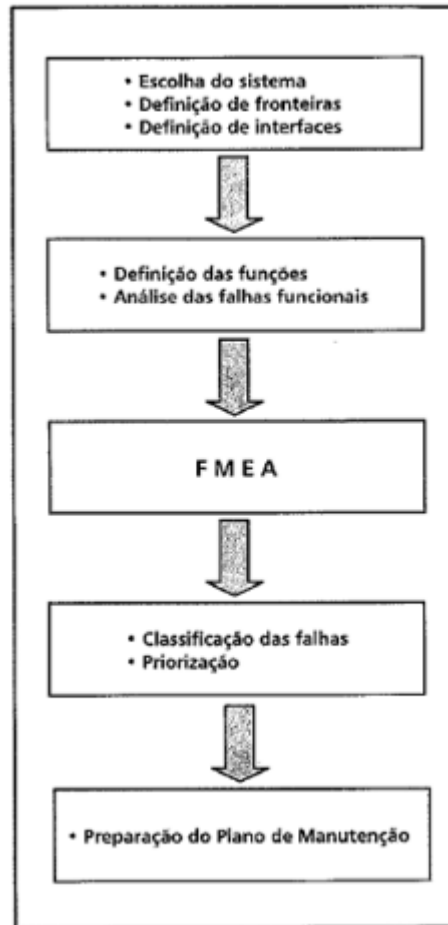 • Escolha do sistema
• Definição de fronteiras
• Definição de interfaces
• Definição das funções
• Análise das falhas funcionais
F M E A
• Classificação das falhas
• Priorização
• Preparação do Plano de Manutenção